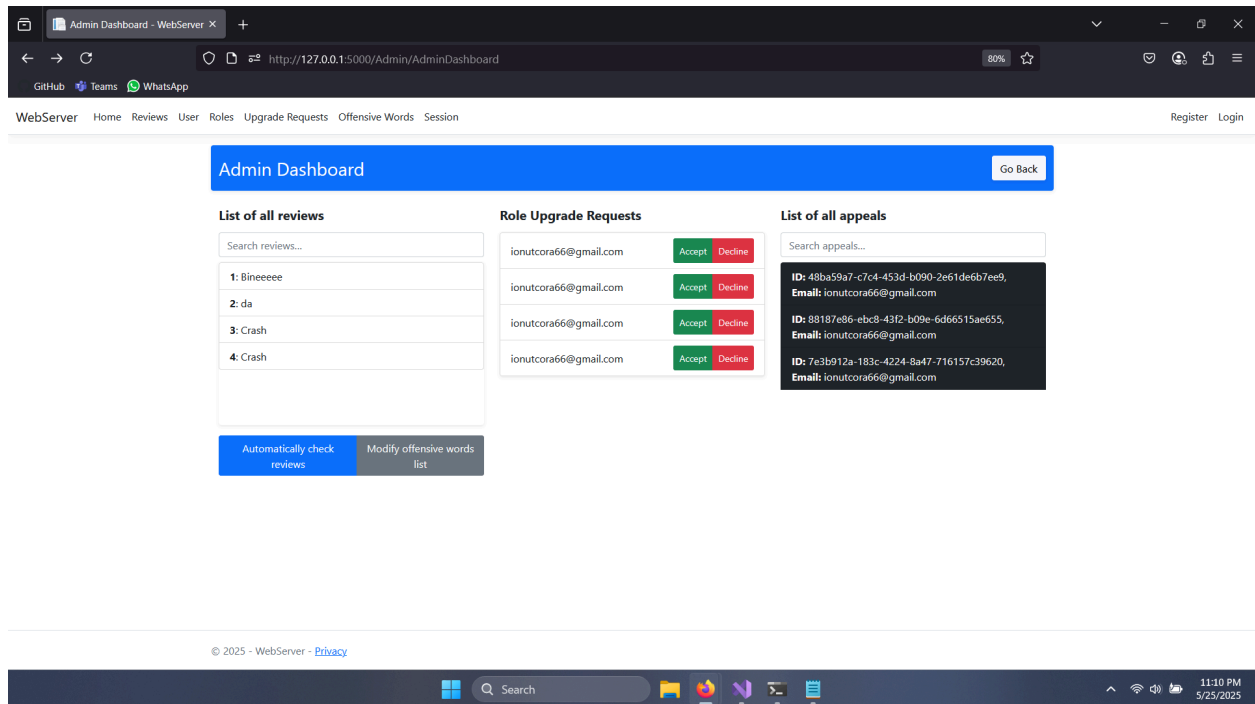 Admin Dashboard - WebServer
http://127.0.0.1:5000/Admin/AdminDashboard
80%
GitHub Teams WhatsApp
WebServer Home Reviews User Roles Upgrade Requests Offensive Words Session Register Login
Admin Dashboard
Go Back
List of all reviews
Search reviews...
1: Bineeeee
2: da
3: Crash
4: Crash
Automatically check
reviews
Modify offensive words
list
Role Upgrade Requests
ionutcora66@gmail.com Accept Decline
ionutcora66@gmail.com Accept Decline
ionutcora66@gmail.com Accept Decline
ionutcora66@gmail.com Accept Decline
List of all appeals
Search appeals...
ID: 48ba59a7-c7c4-453d-b090-2e61de6b7ee9,
Email: ionutcora66@gmail.com
ID: 88187e86-ebc8-43f2-b09e-6d66515ae655,
Email: ionutcora66@gmail.com
ID: 7e3b912a-183c-4224-8a47-716157c39620,
Email: ionutcora66@gmail.com
© 2025 - WebServer - Privacy
Search
11:10 PM
5/25/2025